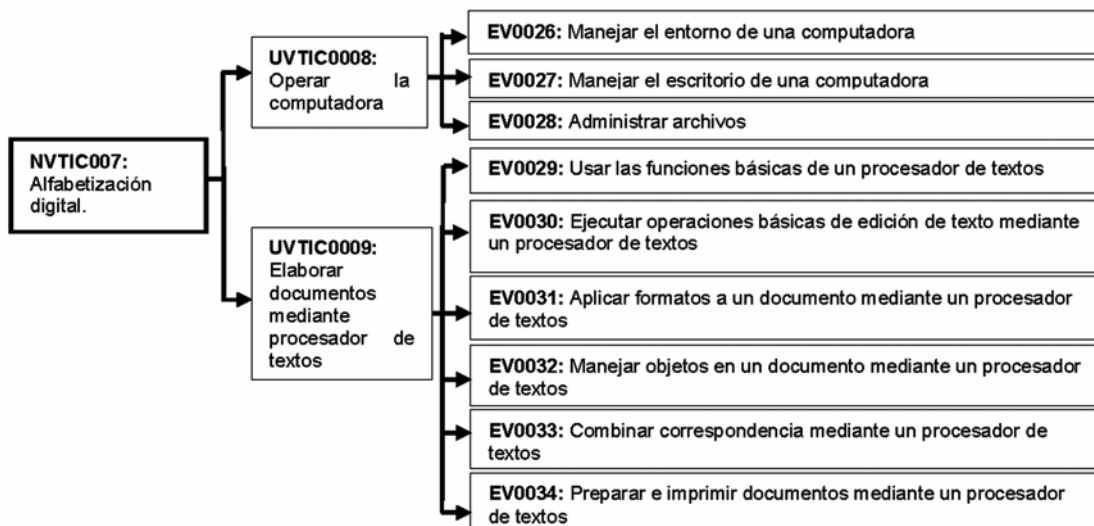 NVTIC007:
Alfabetización
digital.
UVTIC0008:
Operar la
computadora
EV0026: Manejar el entorno de una computadora
EV0027: Manejar el escritorio de una computadora
EV0028: Administrar archivos
UVTIC0009:
Elaborar
documentos
mediante
procesador de
textos
EV0029: Usar las funciones básicas de un procesador de textos
EV0030: Ejecutar operaciones básicas de edición de texto mediante
un procesador de textos
EV0031: Aplicar formatos a un documento mediante un procesador
de textos
EV0032: Manejar objetos en un documento mediante un procesador
de textos
EV0033: Combinar correspondencia mediante un procesador de
textos
EV0034: Preparar e imprimir documentos mediante un procesador
de textos